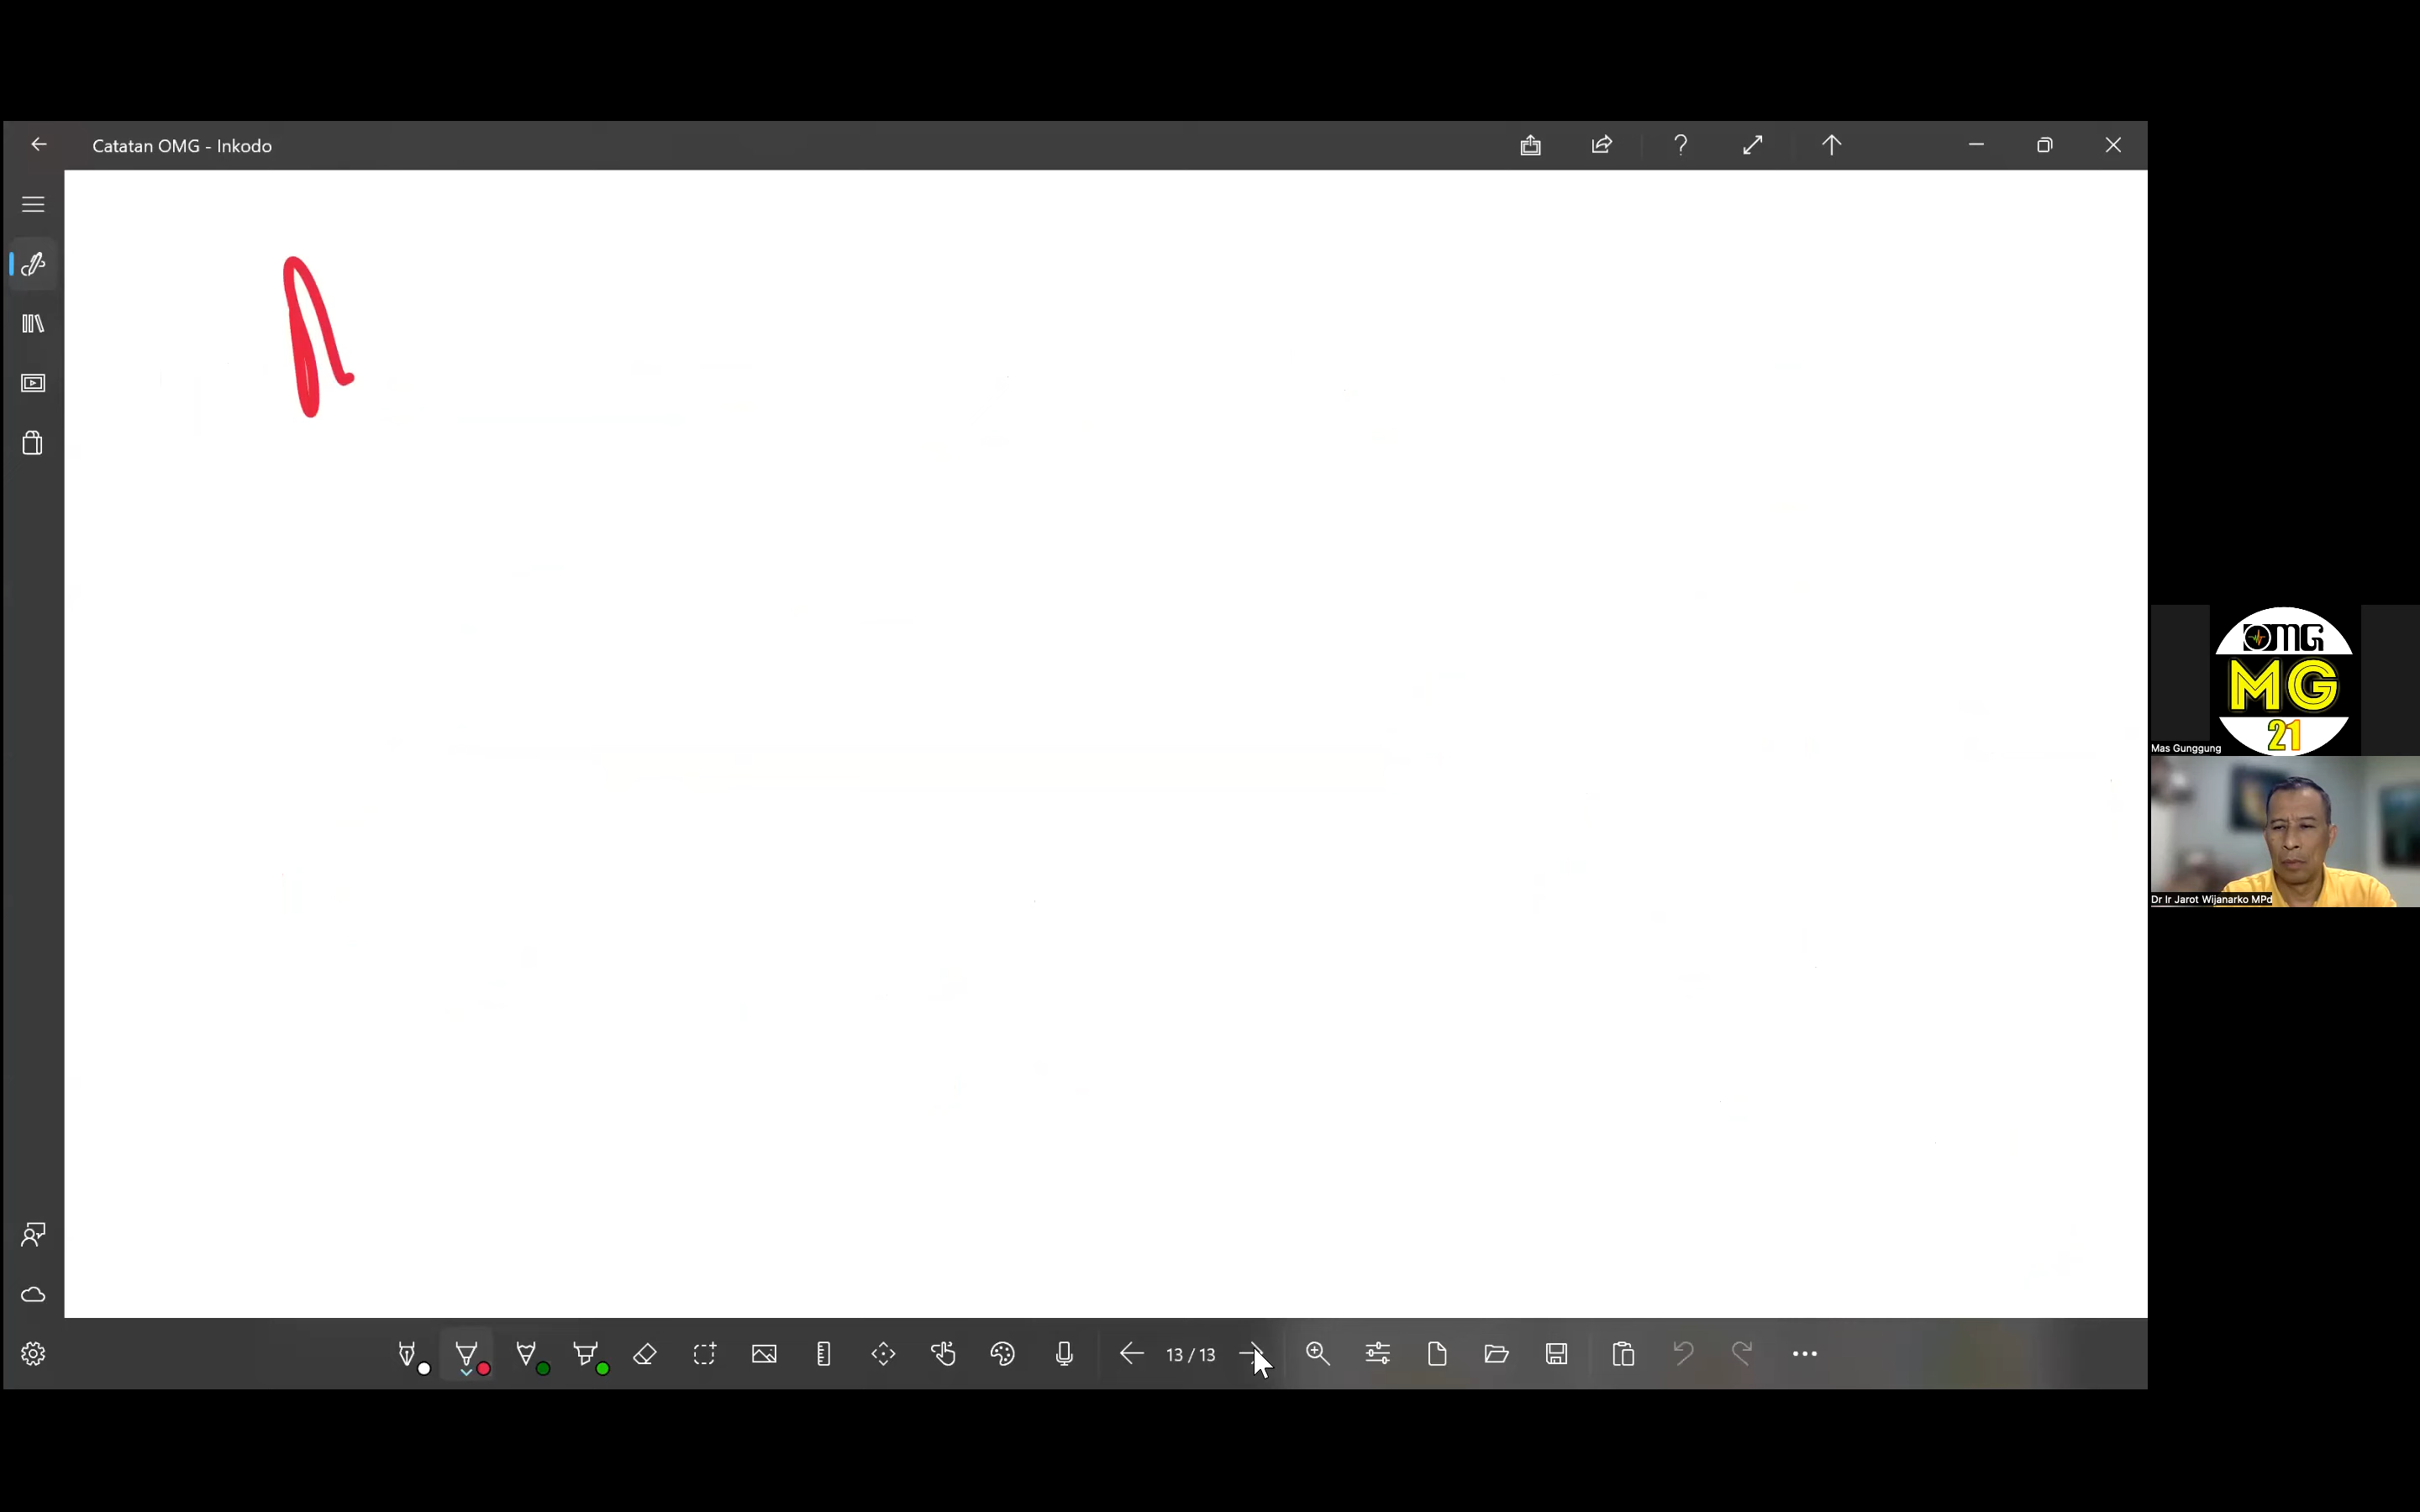 Catatan OMG - Inkodo
OMG
MG
21
Mas Gunggung
Dr Ir Jarot Wijanarko MPd
13 / 13